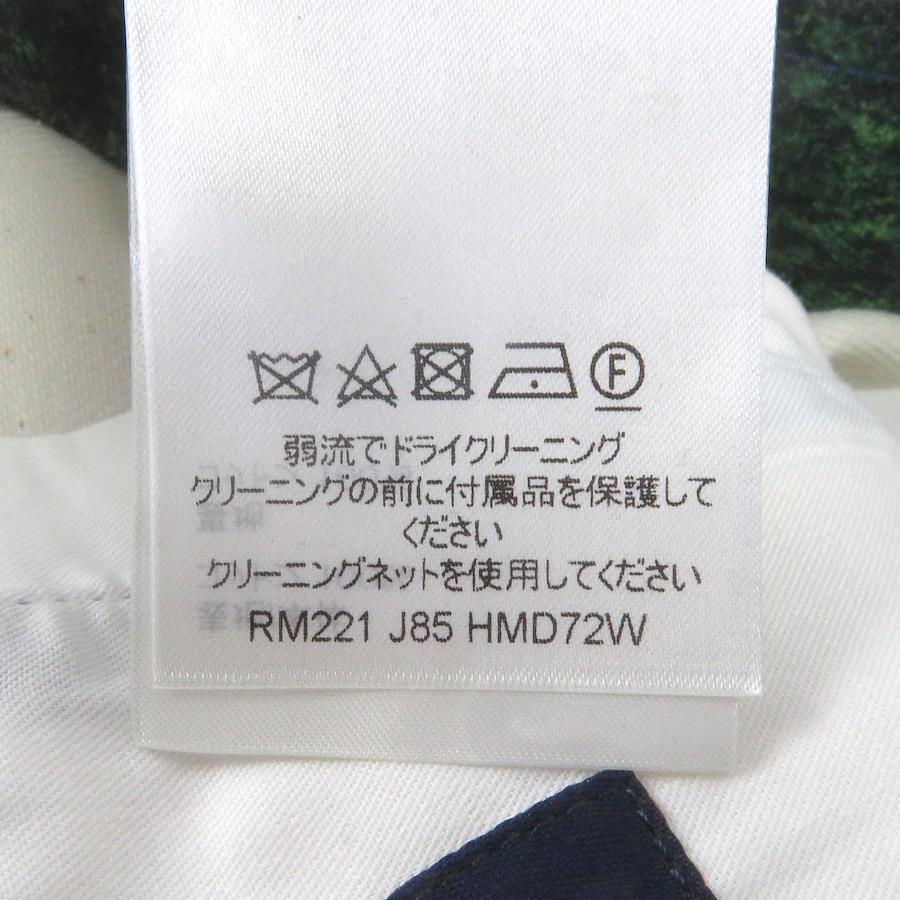 F
弱流でドライクリーニング
クリーニングの前に付属品を保護して
ください
クリーニングネットを使用してください
RM221 J85 HMD72W